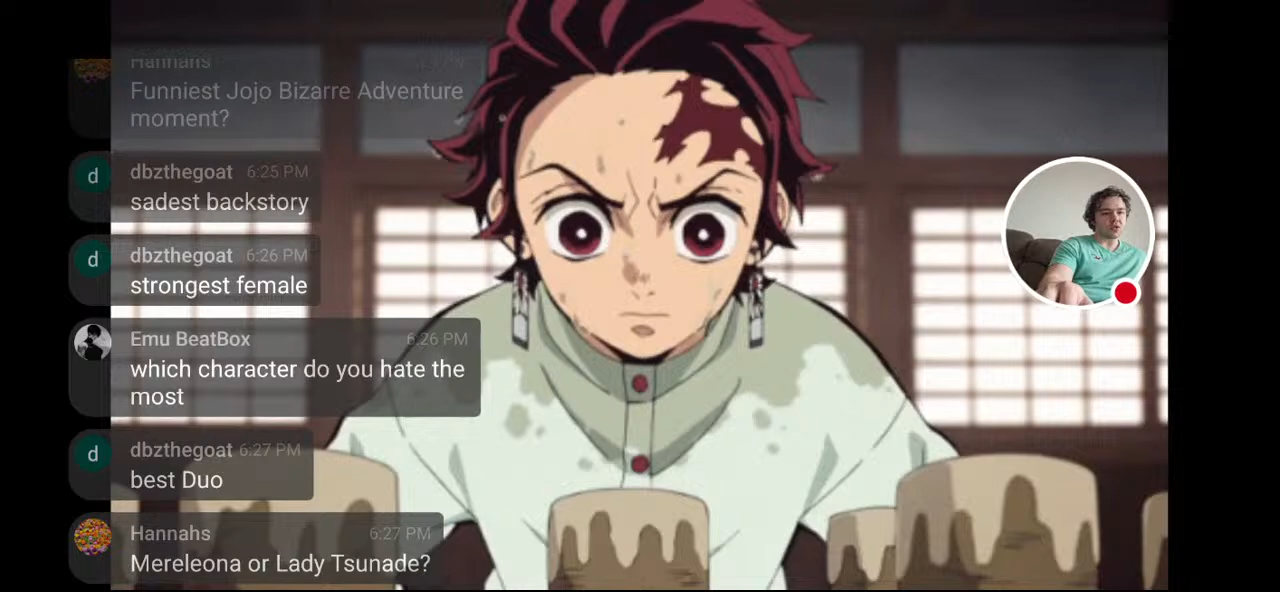 Hannahs
Funniest Jojo Bizarre Adventure
moment?
d
dbzthegoat 6:25 PM
sadest backstory
d
dbzthegoat 6:26 PM
strongest female
Emu BeatBox 6:26 PM
which character do you hate the
most
d
dbzthegoat 6:27 PM
best Duo
Hannahs 6:27 PM
Mereleona or Lady Tsunade?